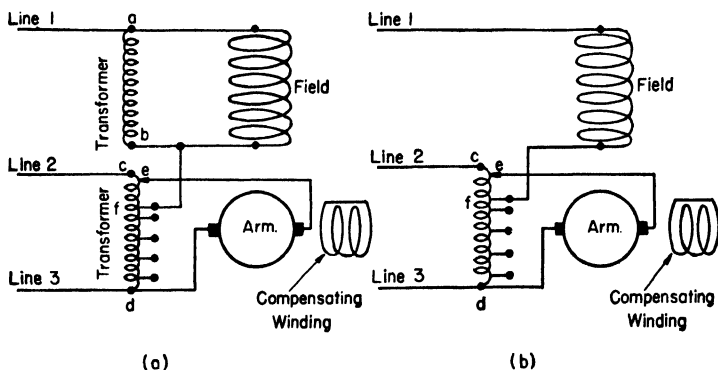 Line 1
a
Transformer
Field
b
Line 2
c
e
f
Transformer
Arm.
Line 3
d
Compensating
Winding
(a)
Line 1
Field
Line 2
c
e
f
Transformer
Arm.
Line 3
d
Compensating
Winding
(b)